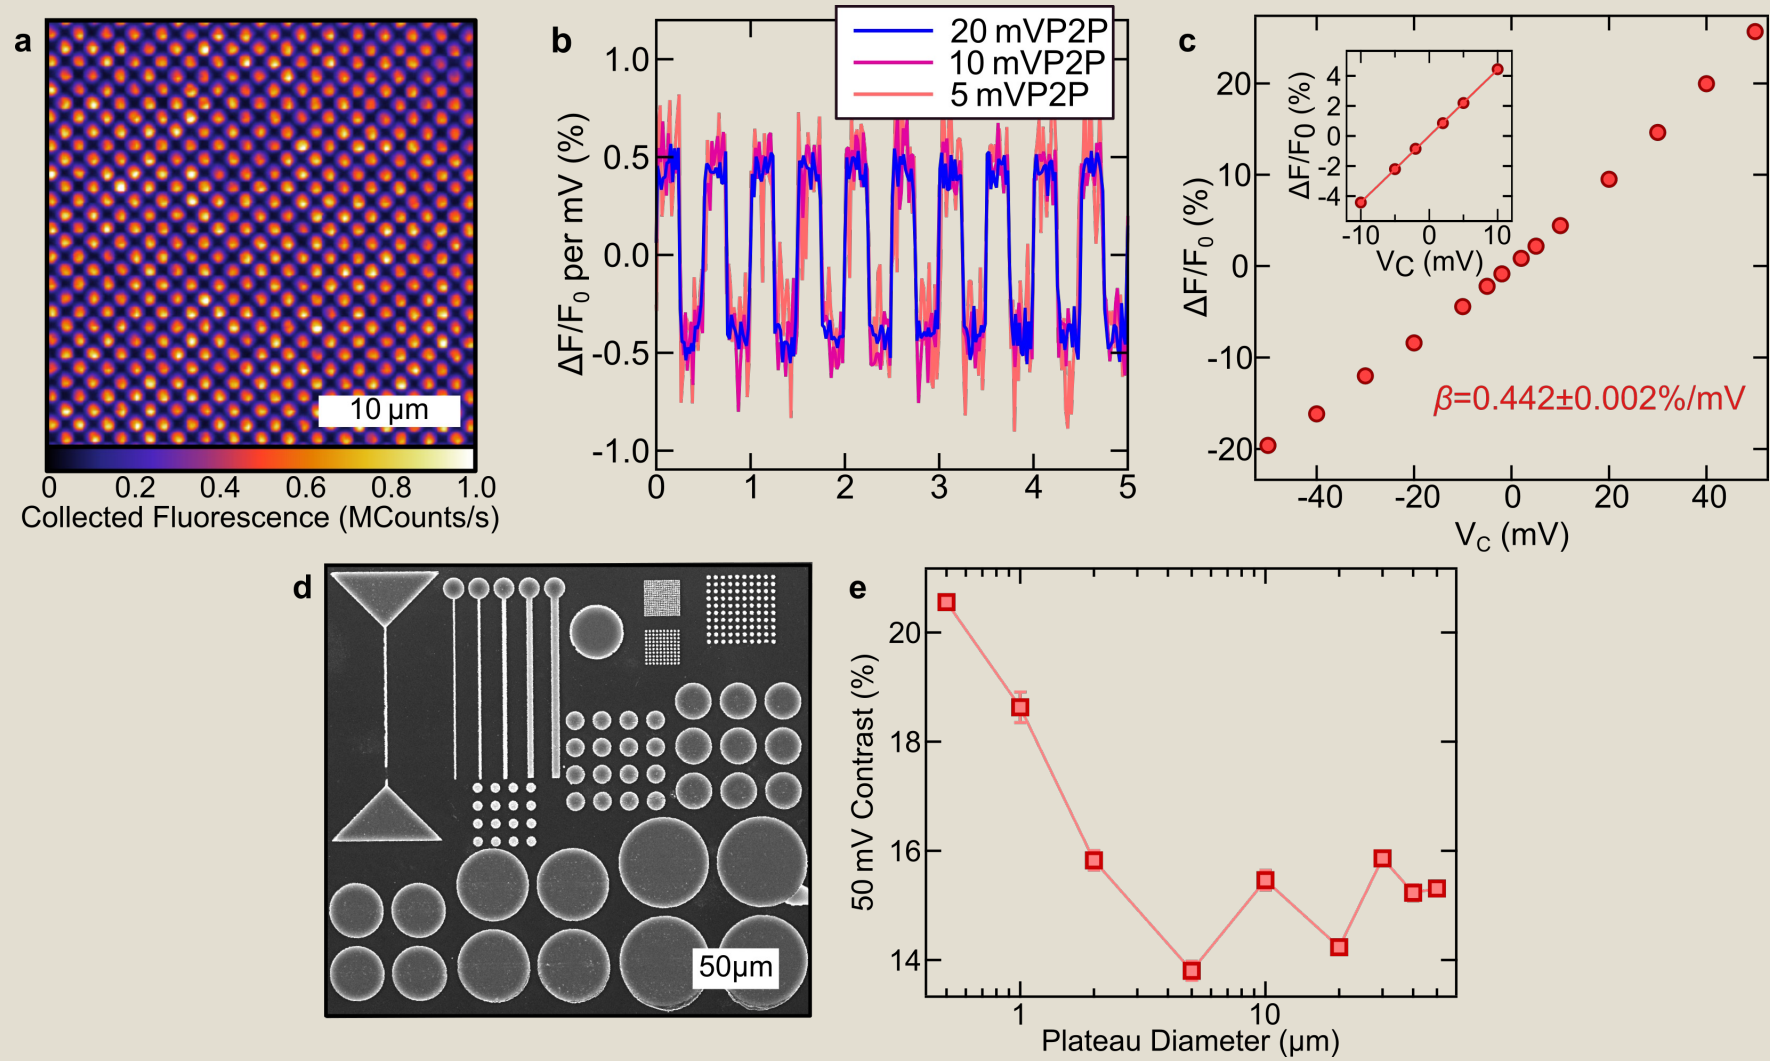 a
10 µm
0 0.2 0.4 0.6 0.8 1.0
Collected Fluorescence (MCounts/s)
b
20 mVP2P
10 mVP2P
5 mVP2P
1.0
0.5
0.0
-0.5
-1.0
ΔF/F0 per mV (%)
0 1 2 3 4 5
c
20
10
0
-10
-20
ΔF/F0 (%)
4
2
0
-2
-4
ΔF/F0 (%)
-10 0 10
VC (mV)
β=0.442±0.002%/mV
-40 -20 0 20 40
VC (mV)
d
50µm
e
20
18
16
14
50 mV Contrast (%)
1 10
Plateau Diameter (µm)